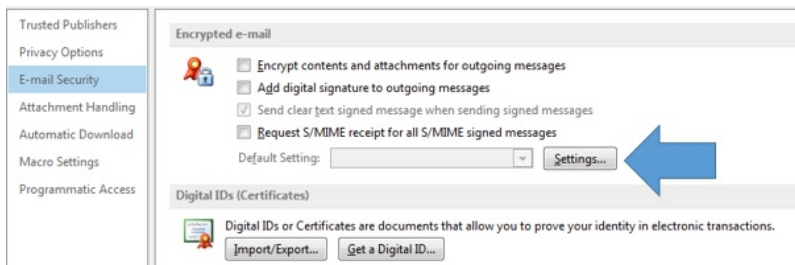 Trusted Publishers
Privacy Options
E-mail Security
Attachment Handling
Automatic Download
Macro Settings
Programmatic Access
Encrypted e-mail
Encrypt contents and attachments for outgoing messages
Add digital signature to outgoing messages
Send clear text signed message when sending signed messages
Request S/MIME receipt for all S/MIME signed messages
Default Setting: Settings...
Digital IDs (Certificates)
Digital IDs or Certificates are documents that allow you to prove your identity in electronic transactions.
Import/Export... Get a Digital ID...